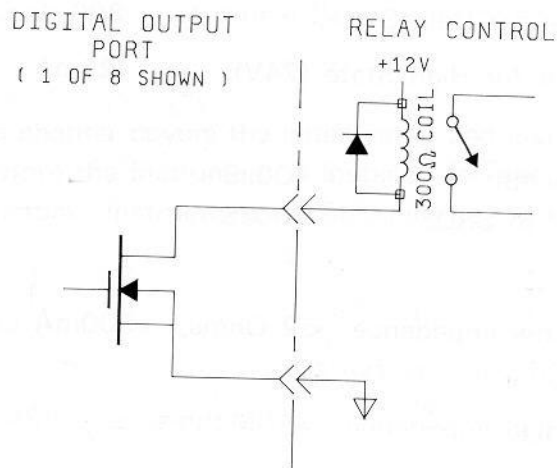 DIGITAL OUTPUT
PORT
( 1 OF 8 SHOWN )
RELAY CONTROL
+12V
300Ω COIL